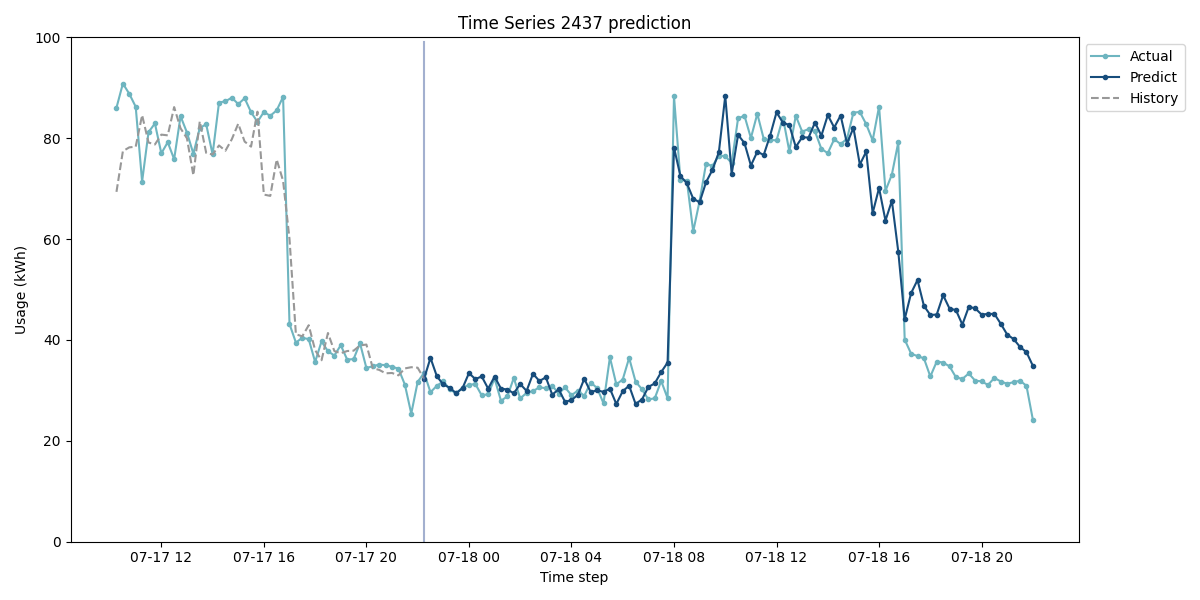 Time Series 2437 prediction
Usage (kWh)
100
80
60
40
20
0
07-17 12
07-17 16
07-17 20
07-18 00
07-18 04
07-18 08
07-18 12
07-18 16
07-18 20
Time step
Actual
Predict
History